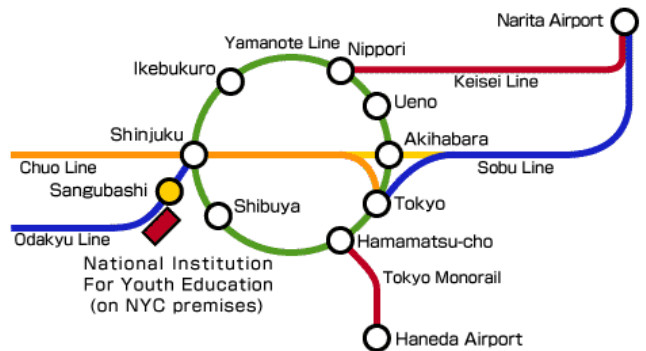 Narita Airport
Yamanote Line
Nippori
Ikebukuro
Keisei Line
Ueno
Shinjuku
Akihabara
Chuo Line
Sobu Line
Sangubashi
Shibuya
Tokyo
Odakyu Line
Hamamatsu-cho
National Institution
For Youth Education
(on NYC premises)
Tokyo Monorail
Haneda Airport